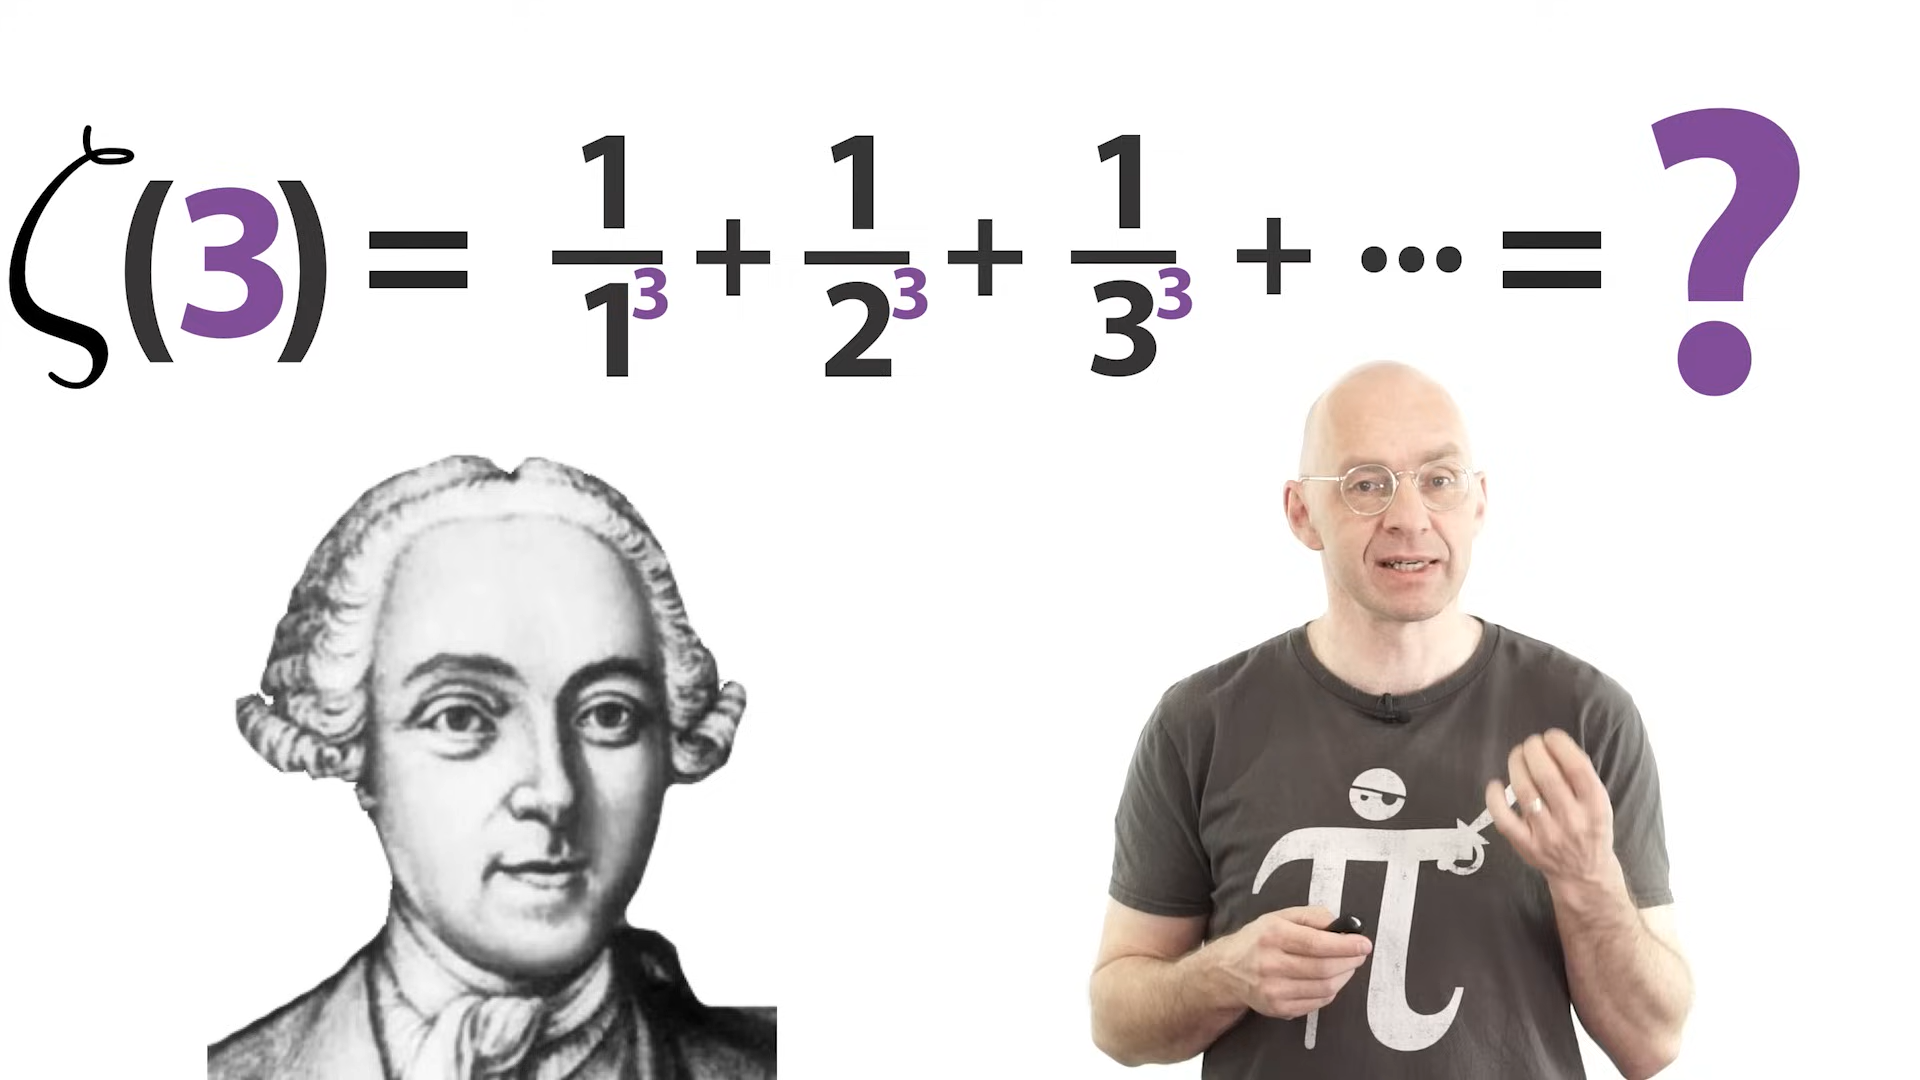 ζ(3) = 1/1³ + 1/2³ + 1/3³ + ··· = ?
π